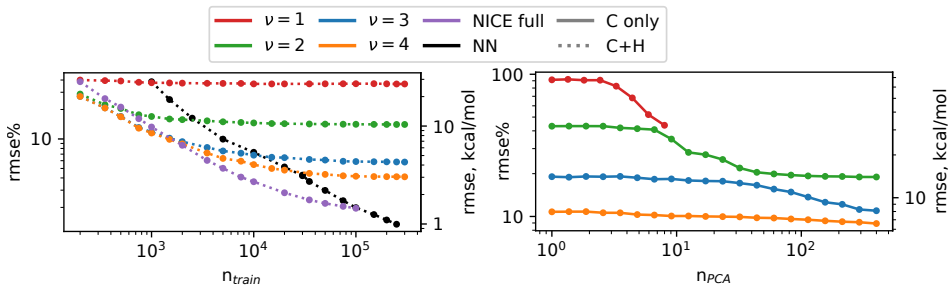 ν = 1 ν = 3 NICE full C only
ν = 2 ν = 4 NN C+H
rmse%
10
10³ 10⁴ 10⁵
n_train
10
1
rmse, kcal/mol
rmse%
100
10
10⁰ 10¹ 10²
n_PCA
10
rmse, kcal/mol